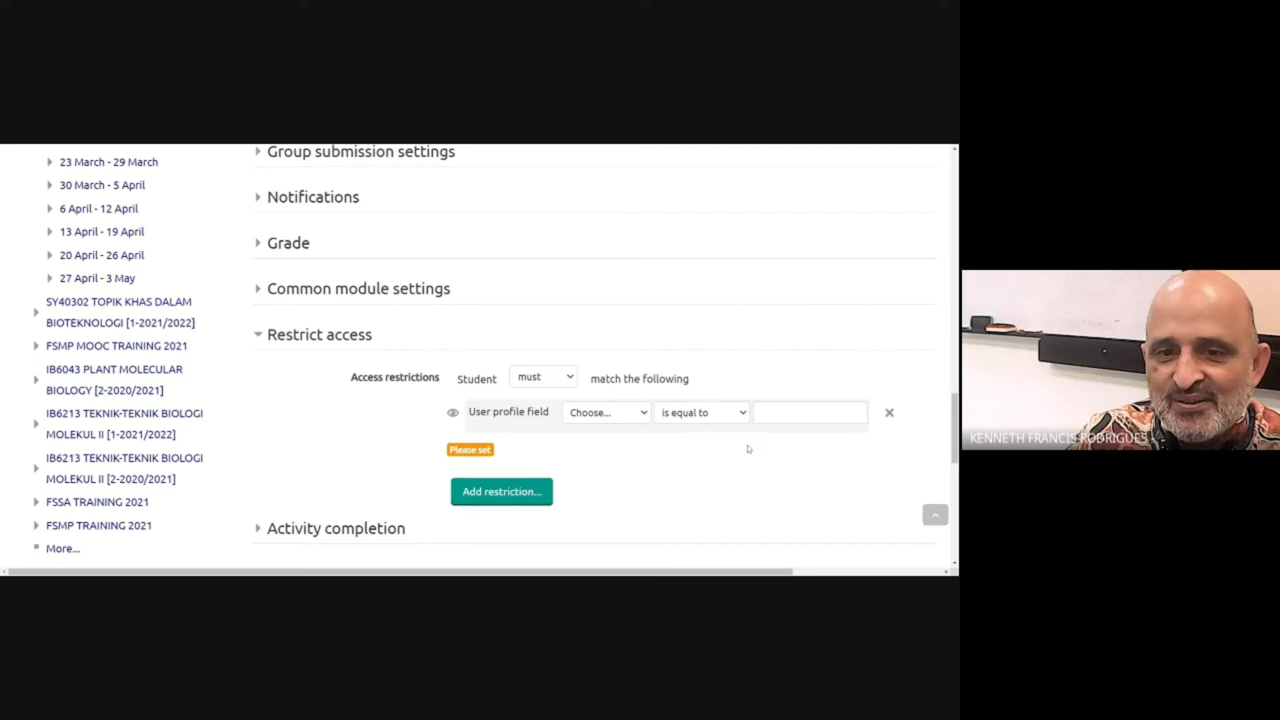 23 March - 29 March
30 March - 5 April
6 April - 12 April
13 April - 19 April
20 April - 26 April
27 April - 3 May
SY40302 TOPIK KHAS DALAM
BIOTEKNOLOGI [1-2021/2022]
FSMP MOOC TRAINING 2021
IB6043 PLANT MOLECULAR
BIOLOGY [2-2020/2021]
IB6213 TEKNIK-TEKNIK BIOLOGI
MOLEKUL II [1-2021/2022]
IB6213 TEKNIK-TEKNIK BIOLOGI
MOLEKUL II [2-2020/2021]
FSSA TRAINING 2021
FSMP TRAINING 2021
More...
Group submission settings
Notifications
Grade
Common module settings
Restrict access
Access restrictions Student must match the following
User profile field Choose... is equal to
Please set
Add restriction...
Activity completion
KENNETH FRANCIS RODRIGUES